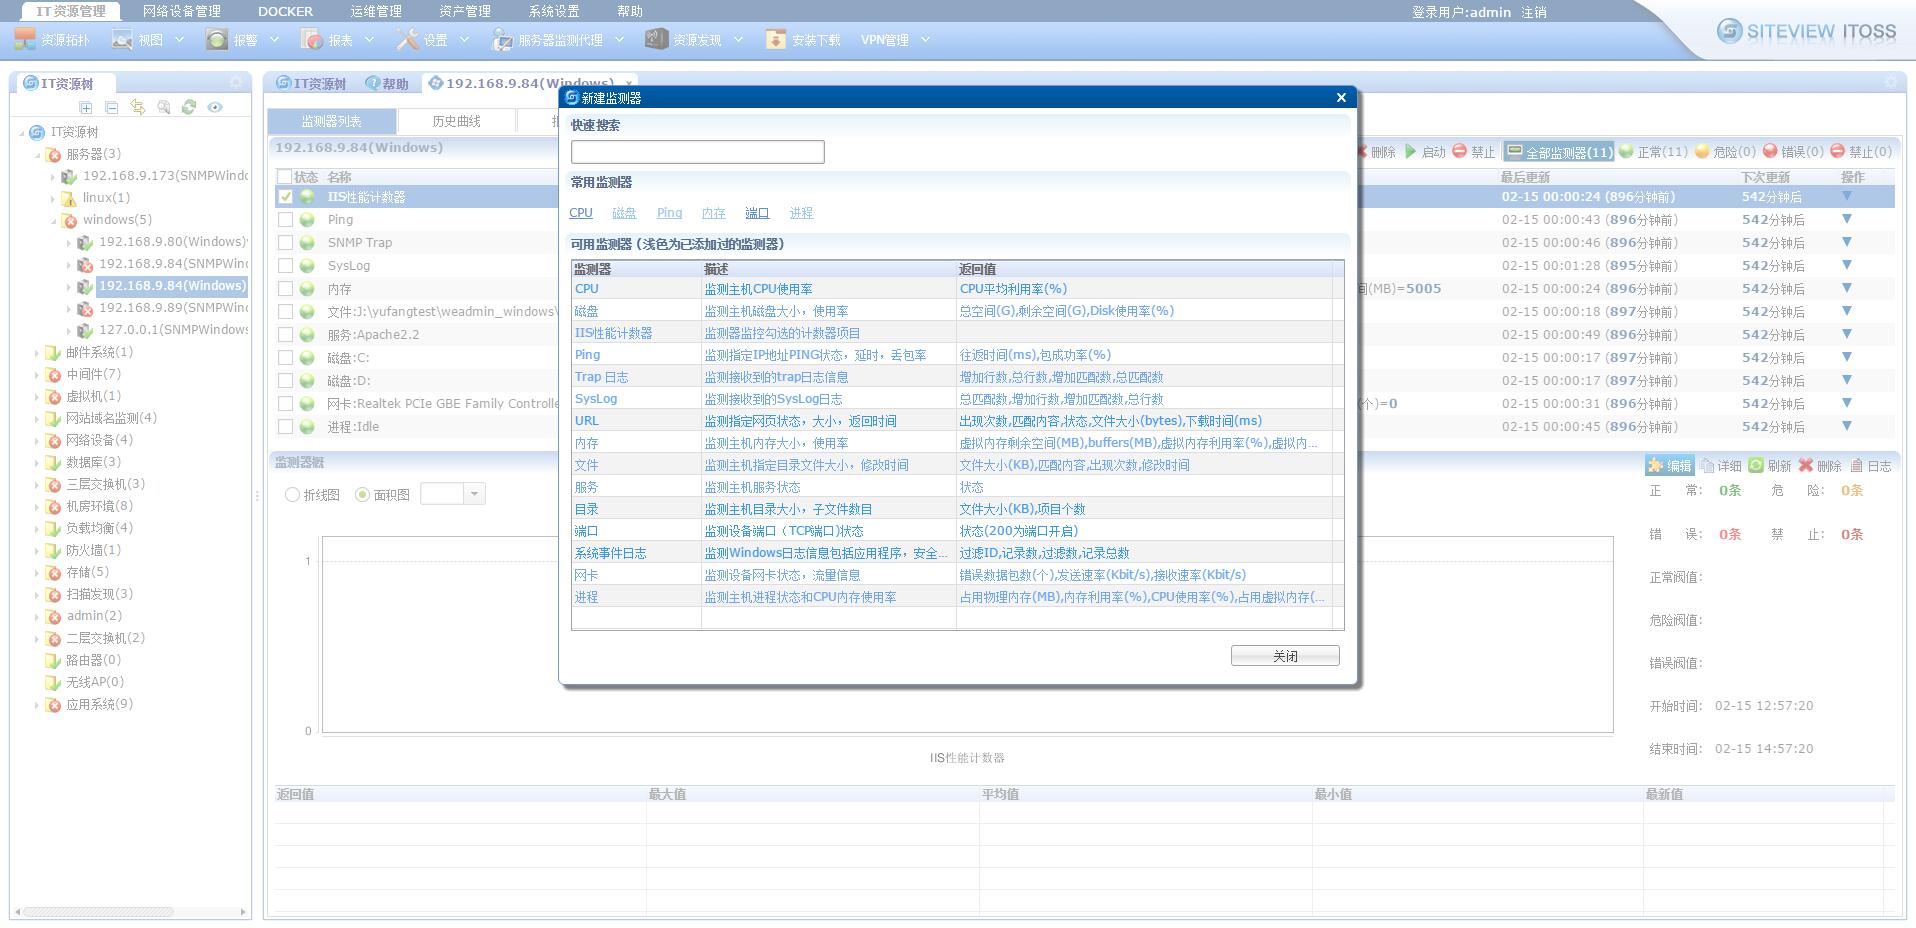 IT资源管理 网络设备管理 DOCKER 运维管理 资产管理 系统设置 帮助 登录用户:admin 注销
资源拓扑 视图 报警 报表 设置 服务器监测代理 资源发现 安装下载 VPN管理
SITEVIEW ITOSS
IT资源树
IT资源树
服务器(3)
192.168.9.173(SNMPWindo
linux(1)
windows(5)
192.168.9.80(Windows)
192.168.9.84(SNMPWin
192.168.9.84(Windows)
192.168.9.89(SNMPWin
127.0.0.1(SNMPWindows
邮件系统(1)
中间件(7)
虚拟机(1)
网站域名监测(4)
网络设备(4)
数据库(3)
三层交换机(3)
机房环境(8)
负载均衡(4)
防火墙(1)
存储(5)
扫描发现(3)
admin(2)
二层交换机(2)
路由器(0)
无线AP(0)
应用系统(9)
IT资源树 帮助 192.168.9.84(Windows) ×
监测器列表 历史曲线
192.168.9.84(Windows) 删除 启动 禁止 全部监测器(11) 正常(11) 危险(0) 错误(0) 禁止(0)
状态 名称 最后更新 下次更新 操作
IIS性能计数器 02-15 00:00:24 (896分钟前) 542分钟后
Ping 02-15 00:00:43 (896分钟前) 542分钟后
SNMP Trap 02-15 00:00:46 (896分钟前) 542分钟后
SysLog 02-15 00:01:28 (895分钟前) 542分钟后
内存 间(MB)=5005 02-15 00:00:24 (896分钟前) 542分钟后
文件:J:\yufangtest\weadmin_windows\ 02-15 00:00:18 (897分钟前) 542分钟后
服务:Apache2.2 02-15 00:00:49 (896分钟前) 542分钟后
磁盘:C: 02-15 00:00:17 (897分钟前) 542分钟后
磁盘:D: 02-15 00:00:17 (897分钟前) 542分钟后
网卡:Realtek PCIe GBE Family Controlle 个)=0 02-15 00:00:31 (896分钟前) 542分钟后
进程:Idle 02-15 00:00:45 (896分钟前) 542分钟后
新建监测器
快速搜索
常用监测器
CPU 磁盘 Ping 内存 端口 进程
可用监测器(浅色为已添加过的监测器)
监测器 描述 返回值
CPU 监测主机CPU使用率 CPU平均利用率(%)
磁盘 监测主机磁盘大小，使用率 总空间(G),剩余空间(G),Disk使用率(%)
IIS性能计数器 监测器监控勾选的计数器项目
Ping 监测指定IP地址PING状态，延时，丢包率 往返时间(ms),包成功率(%)
Trap 日志 监测接收到的trap日志信息 增加行数,总行数,增加匹配数,总匹配数
SysLog 监测接收到的SysLog日志 总匹配数,增加行数,增加匹配数,总行数
URL 监测指定网页状态，大小，返回时间 出现次数,匹配内容,状态,文件大小(bytes),下载时间(ms)
内存 监测主机内存大小，使用率 虚拟内存剩余空间(MB),buffers(MB),虚拟内存利用率(%),虚拟内...
文件 监测主机指定目录文件大小，修改时间 文件大小(KB),匹配内容,出现次数,修改时间
服务 监测主机服务状态 状态
目录 监测主机目录大小，子文件数目 文件大小(KB),项目个数
端口 监测设备端口（TCP端口)状态 状态(200为端口开启)
系统事件日志 监测Windows日志信息包括应用程序，安全... 过滤ID,记录数,过滤数,记录总数
网卡 监测设备网卡状态，流量信息 错误数据包数(个),发送速率(Kbit/s),接收速率(Kbit/s)
进程 监测主机进程状态和CPU内存使用率 占用物理内存(MB),内存利用率(%),CPU使用率(%),占用虚拟内存(...
关闭
监测器概 编辑 详细 刷新 删除 日志
折线图 面积图
正 常: 0条 危 险: 0条
错 误: 0条 禁 止: 0条
正常阀值:
危险阀值:
错误阀值:
开始时间: 02-15 12:57:20
结束时间: 02-15 14:57:20
1
0
IIS性能计数器
返回值 最大值 平均值 最小值 最新值